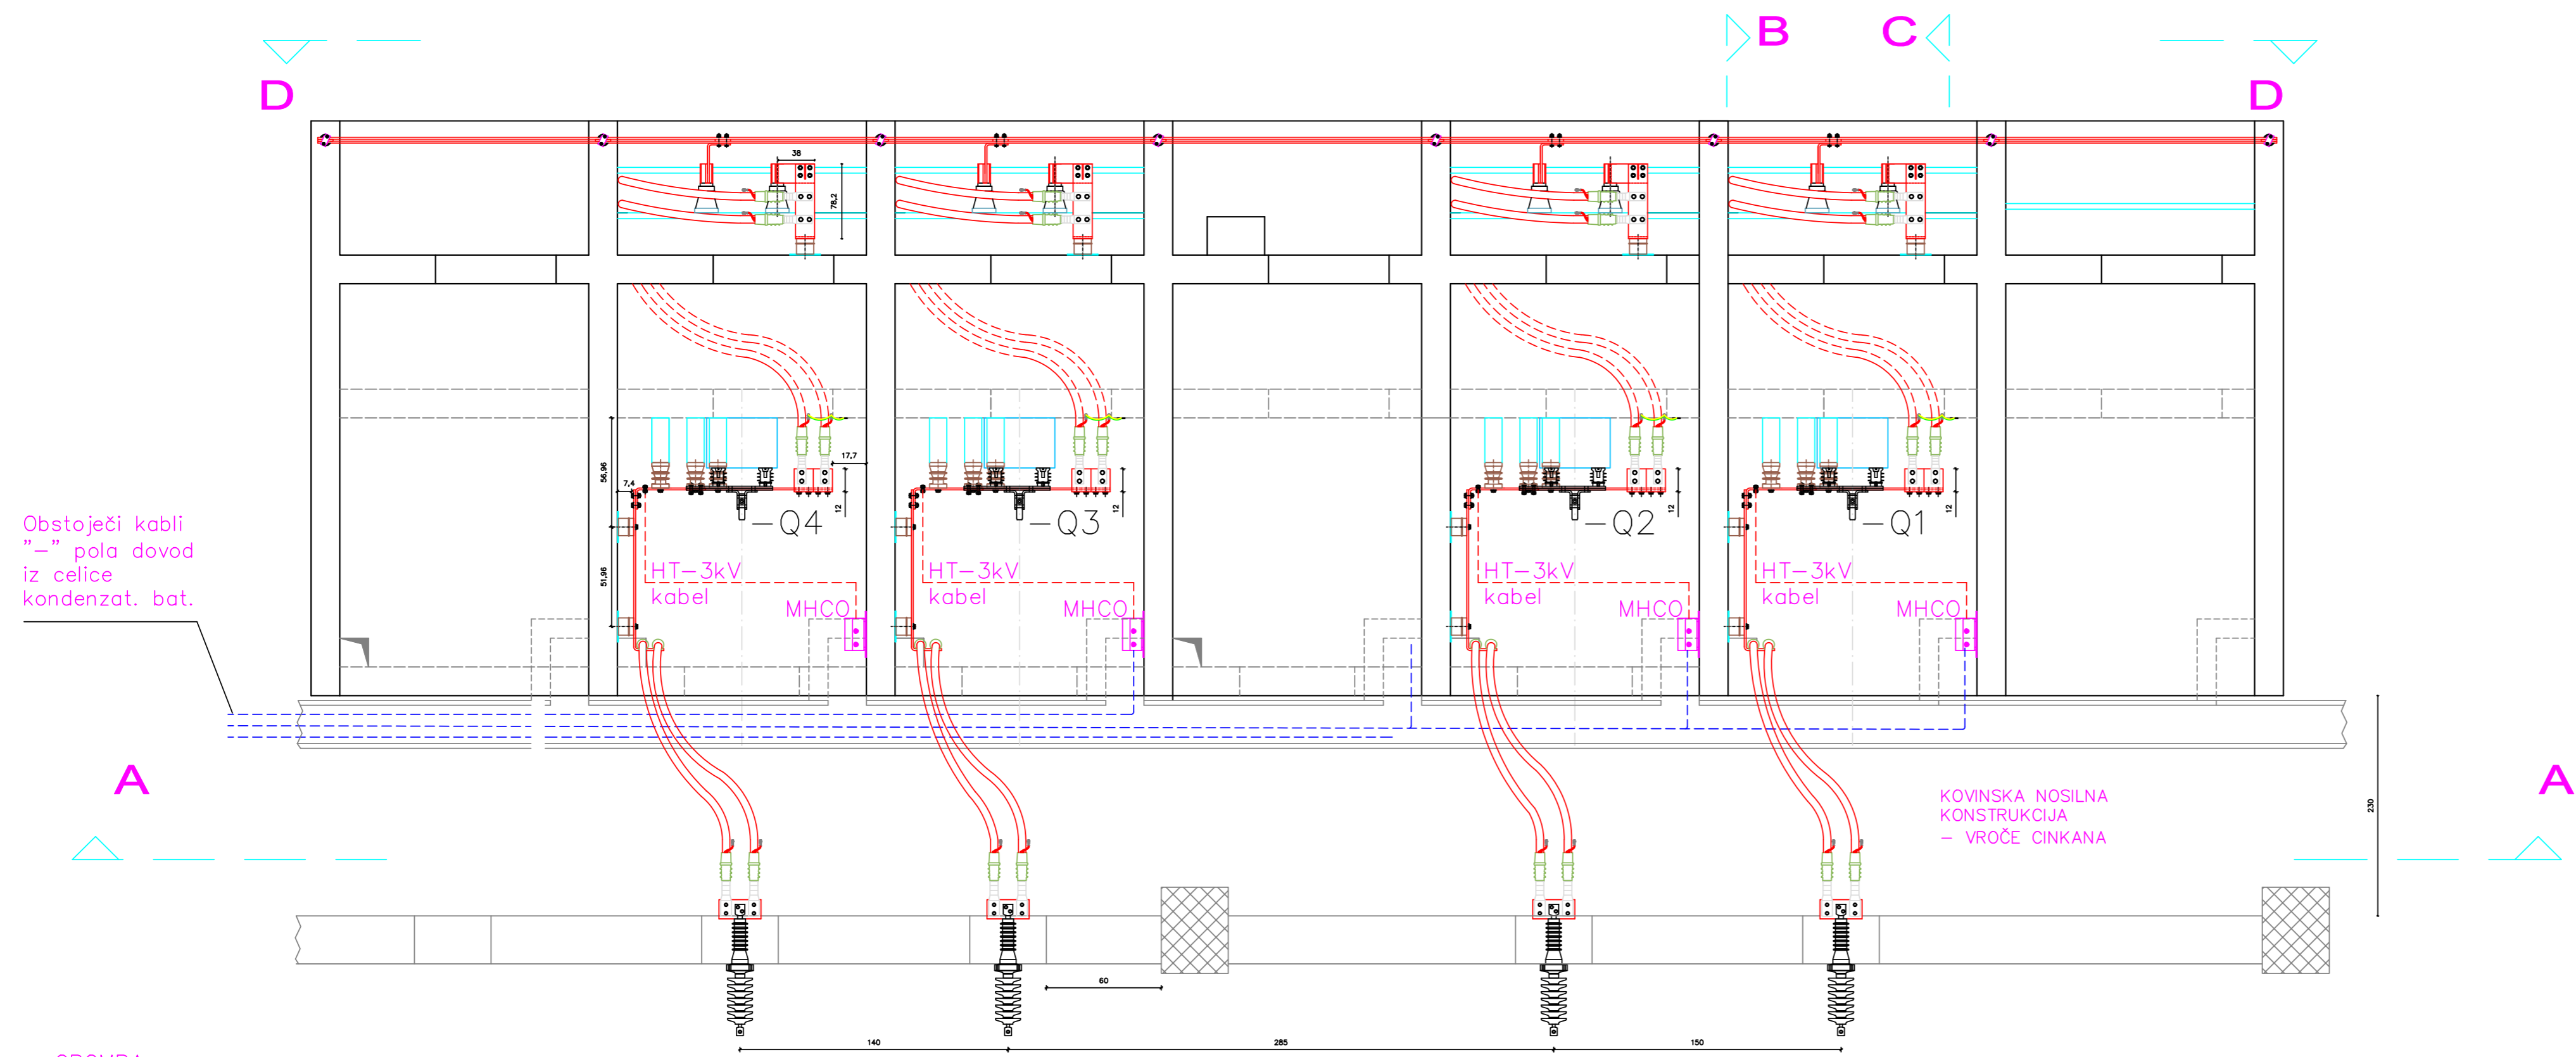 B
C
D
D
38
78,2
56,96
17,7
7,4
12
12
12
12
-Q4
-Q3
-Q2
-Q1
Obstoječi kabli
"-" pola dovod
iz celice
kondenzat. bat.
51,96
HT-3kV
kabel
HT-3kV
kabel
HT-3kV
kabel
HT-3kV
kabel
MHCO
MHCO
MHCO
MHCO
A
A
KOVINSKA NOSILNA
KONSTRUKCIJA
- VROČE CINKANA
230
60
140
285
150